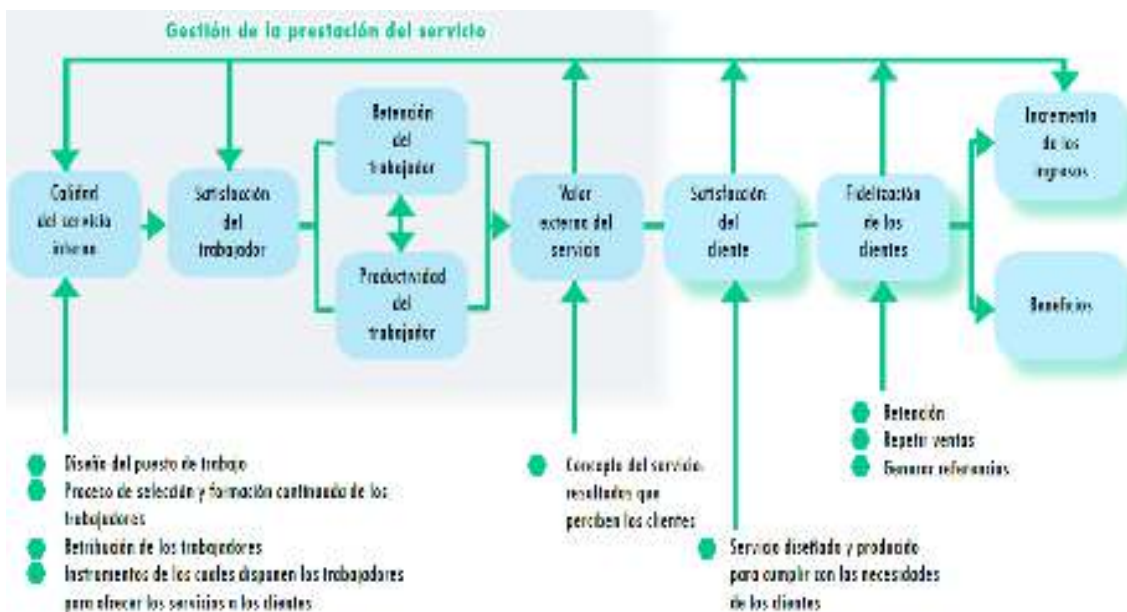 Gestión de la prestación del servicio
Retención
del
trabajador
Incremento
de los
ingresos
Calidad
del servicio
interno
Satisfacción
del
trabajador
Valor
externo del
servicio
Satisfacción
del
cliente
Fidelización
de los
clientes
Productividad
del
trabajador
Beneficios
Retención
Repetir ventas
Generar referencias
Diseño del puesto de trabajo
Proceso de selección y formación continuada de los
trabajadores
Retribución de los trabajadores
Instrumentos de los cuales disponen los trabajadores
para ofrecer los servicios a los clientes
Concepto del servicio:
resultados que
perciben los clientes
Servicio diseñado y producido
para cumplir con las necesidades
de los clientes